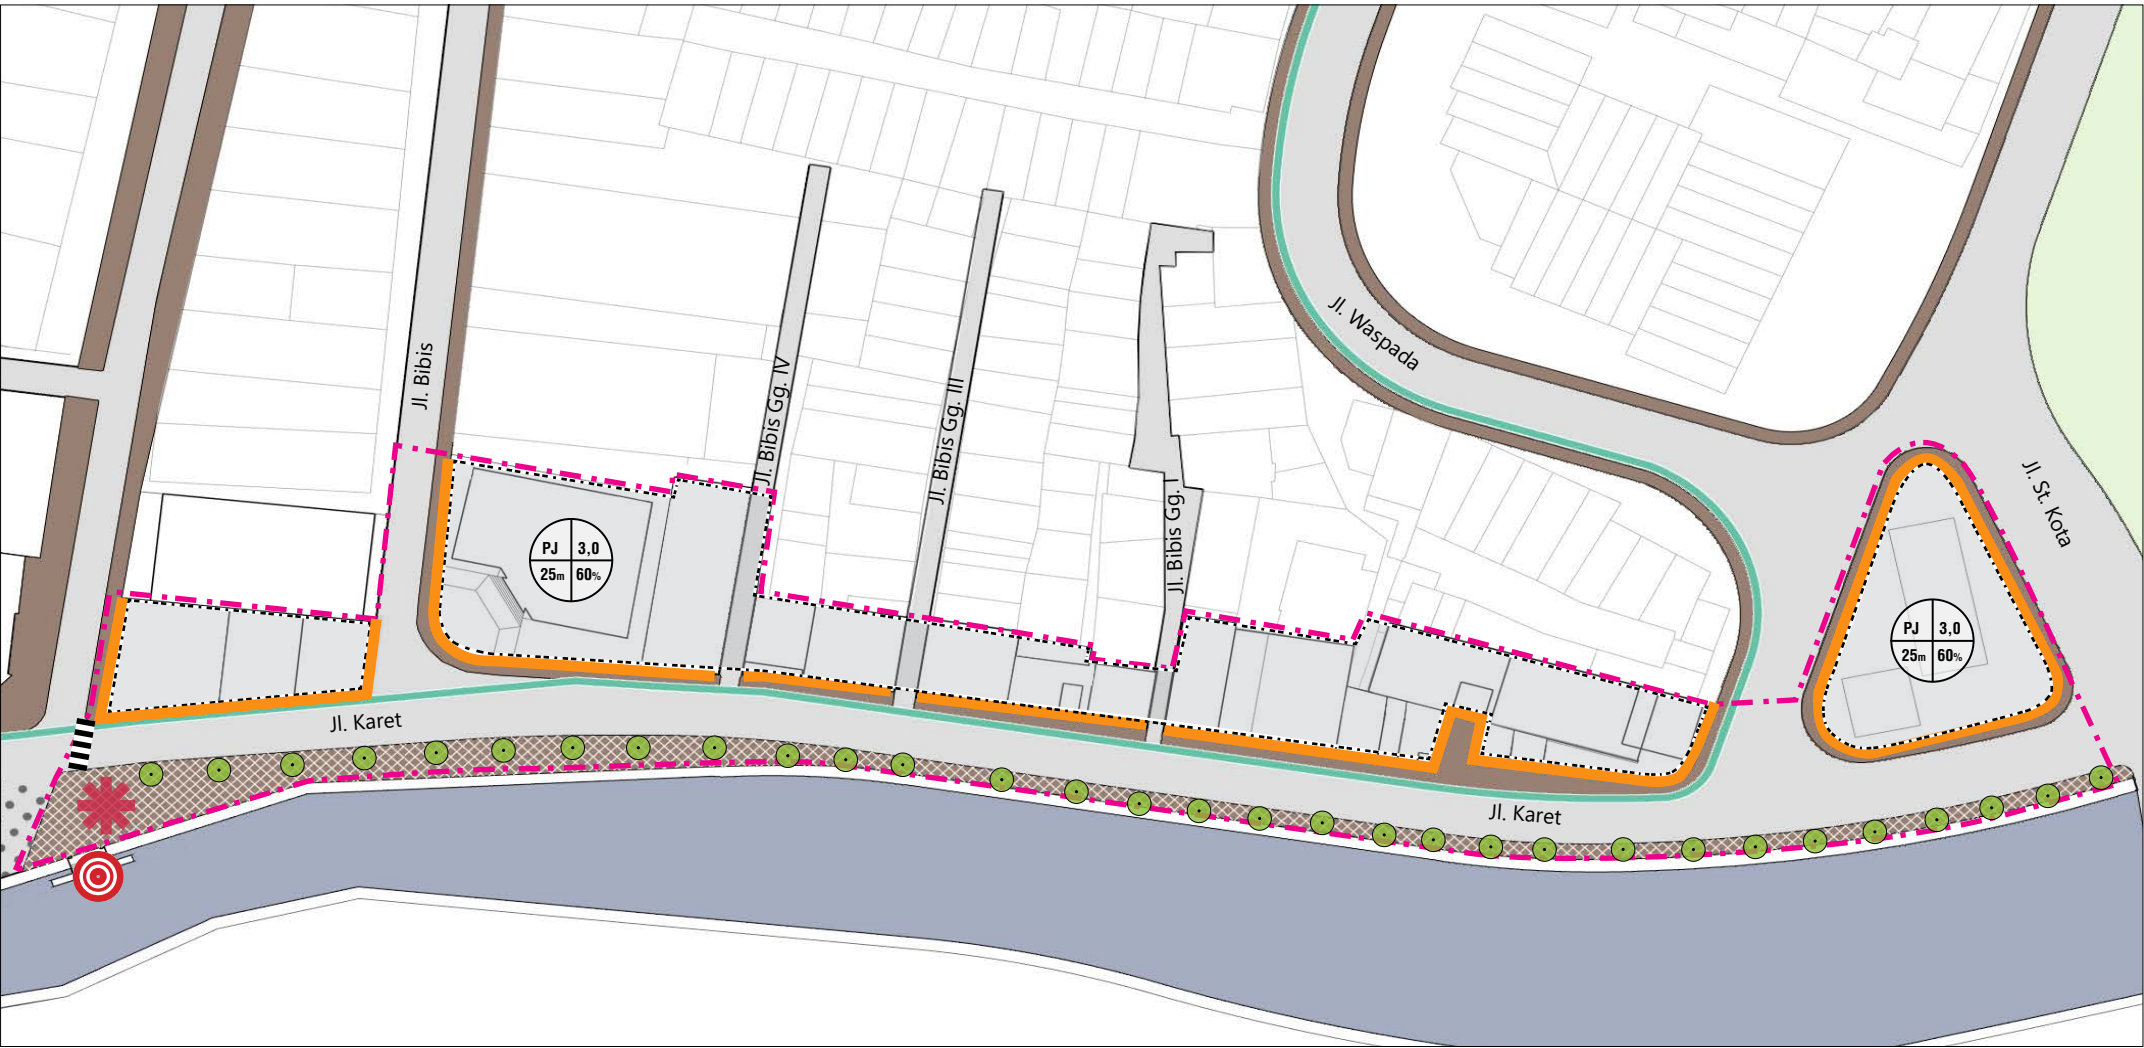 Jl. Waspada
Jl. Bibis
Jl. Bibis Gg. IV
Jl. Bibis Gg. III
Jl. Bibis Gg. I
Jl. St. Kota
PJ 3,0
25m 60%
PJ 3,0
25m 60%
Jl. Karet
Jl. Karet